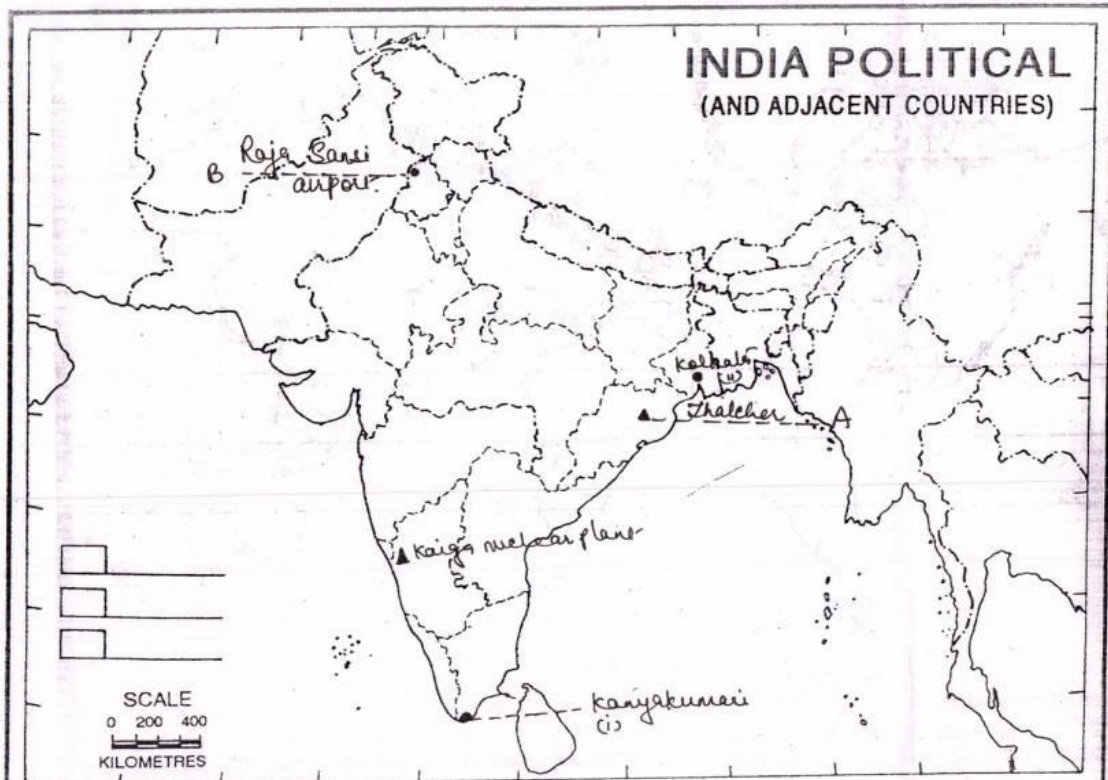 INDIA POLITICAL
(AND ADJACENT COUNTRIES)
Raja Sansi
B
airport
Kolkata
(ii)
Thalcher
A
Kaiga nuclear plant
Kanyakumari
(i)
SCALE
0 200 400
KILOMETRES